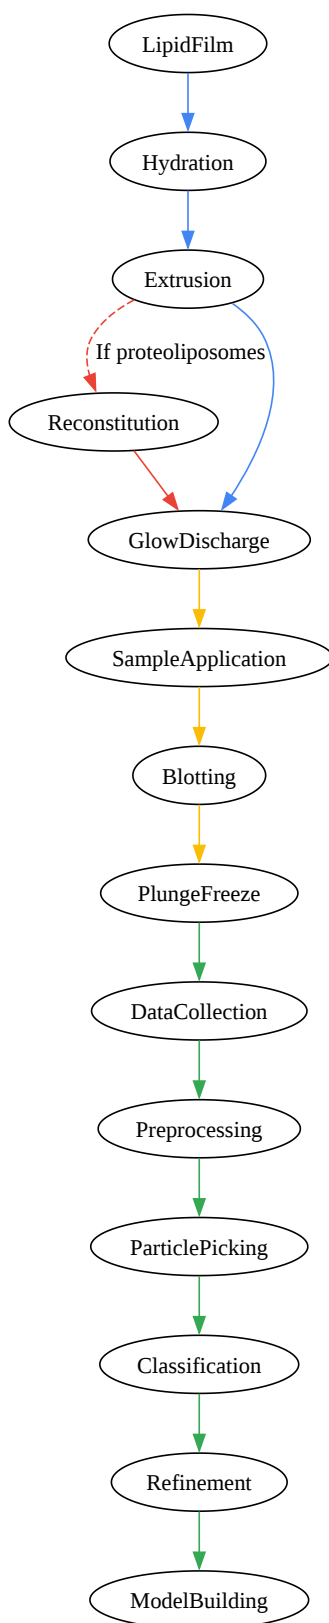 LipidFilm
Hydration
Extrusion
If proteoliposomes
Reconstitution
GlowDischarge
SampleApplication
Blotting
PlungeFreeze
DataCollection
Preprocessing
ParticlePicking
Classification
Refinement
ModelBuilding